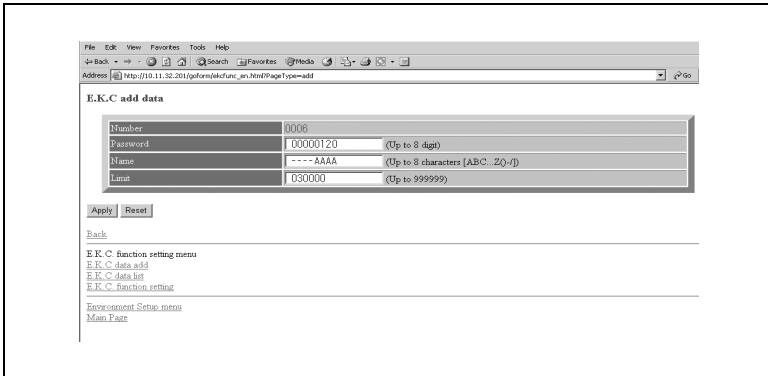 File Edit View Favorites Tools Help
Back Search Favorites Media
Address http://10.11.32.201/goform/ekcfunc_en.html?PageType=add Go
E.K.C add data
Number 0006
Password 00000120 (Up to 8 digit)
Name ----AAAA (Up to 8 characters [ABC...Z()-/])
Limit 030000 (Up to 999999)
Apply Reset
Back
E.K.C. function setting menu
E.K.C data add
E.K.C data list
E.K.C. function setting
Environment Setup menu
Main Page